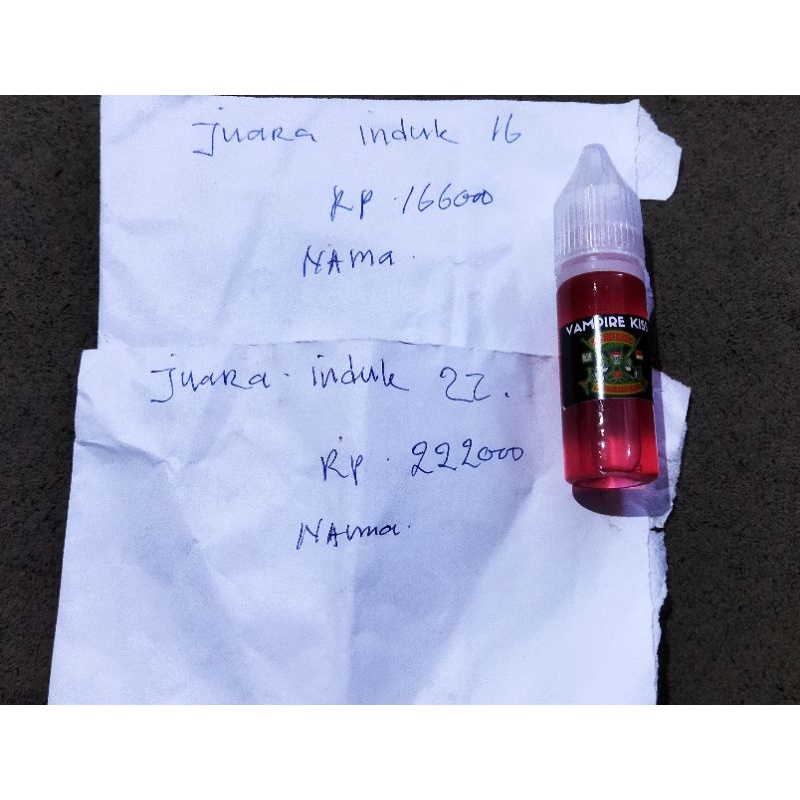 Juara induk 16
RP. 166000
NAMA.
Juara. induk 22.
RP. 222000
NAMA.
VAMPIRE KISS